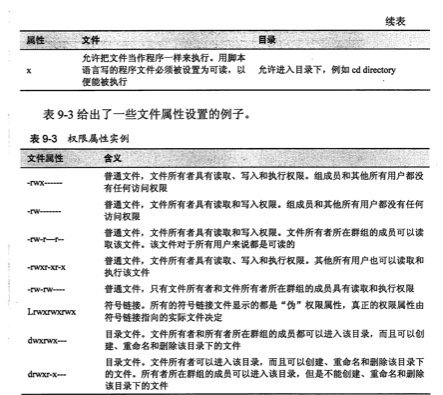 续表
属性 文件 目录
允许把文件当作程序一样来执行。用脚本
x 语言写的程序文件必须被设置为可读，以 允许进入目录下，例如 cd directory
便能被执行
表 9-3 给出了一些文件属性设置的例子。
表 9-3 权限属性实例
文件属性 含义
-rwx------ 普通文件，文件所有者具有读取、写入和执行权限。组成员和其他所有用户都没
有任何访问权限
-rw------- 普通文件，文件所有者具有读取和写入权限。组成员和其他所有用户都没有任何
访问权限
-rw-r--r-- 普通文件，文件所有者具有读取和写入权限。文件所有者所在群组的成员可以读
取该文件。该文件对于所有用户来说都是可读的
-rwxr-xr-x 普通文件，文件所有者具有读取、写入和执行权限。其他所有用户也可以读取和
执行该文件
-rw-rw---- 普通文件，只有文件所有者和文件所有者所在群组的成员具有读取和执行权限
Lrwxrwxrwx 符号链接。所有的符号链接文件显示的都是“伪”权限属性，真正的权限属性由
符号链接指向的实际文件决定
dwxrwx--- 目录文件。文件所有者和所有者所在群组的成员都可以进入该目录，而且可以创
建、重命名和删除该目录下的文件
drwxr-x--- 目录文件。文件所有者可以进入该目录，而且可以创建、重命名和删除该目录下
的文件。所有者所在群组的成员可以进入该目录，但是不能创建、重命名和删除
该目录下的文件